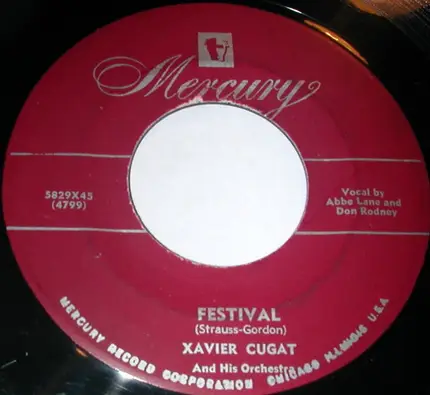 Mercury
5829X45
(4799)
Vocal by
Abbe Lane and
Don Rodney
FESTIVAL
(Strauss-Gordon)
XAVIER CUGAT
And His Orchestra
MERCURY RECORD CORPORATION CHICAGO ILLINOIS U.S.A